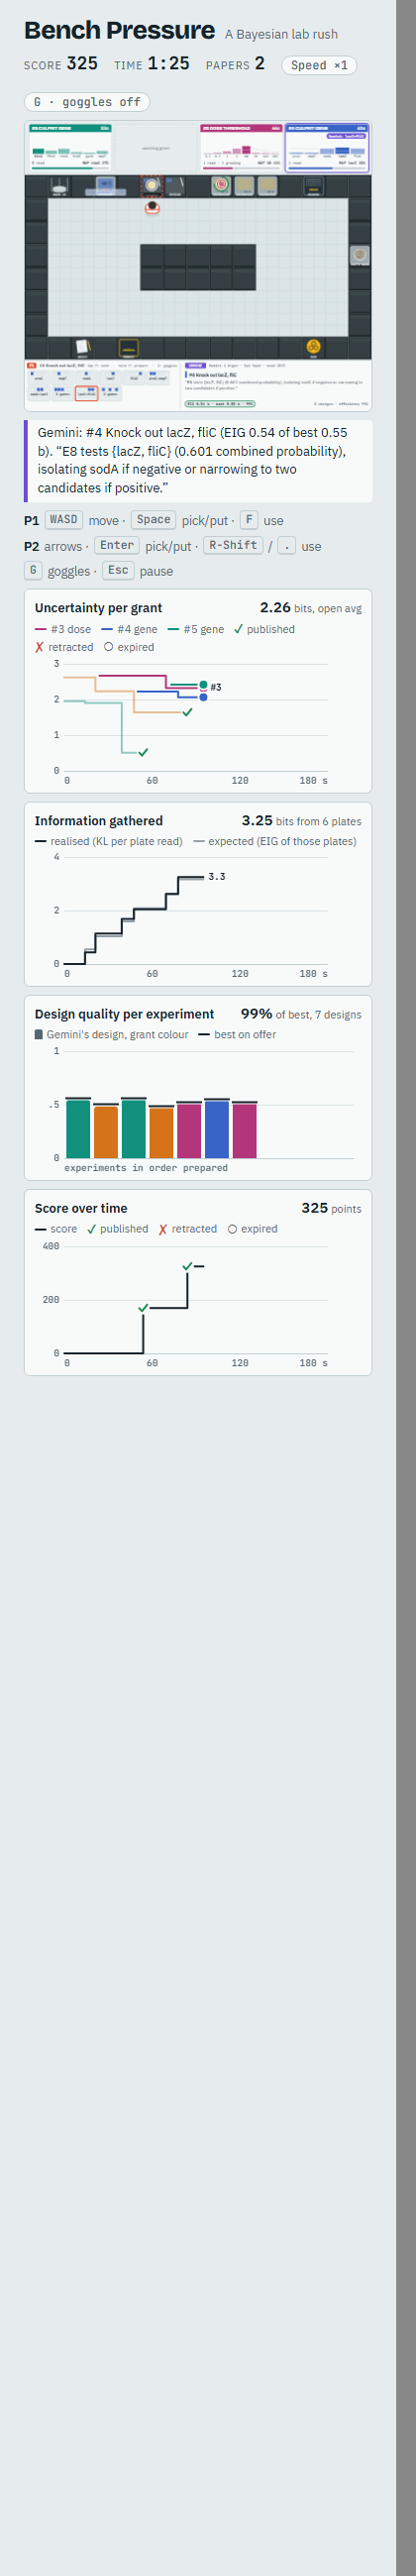 Bench Pressure A Bayesian lab rush
SCORE 325 TIME 1:25 PAPERS 2 Speed ×1
G · goggles off
#4 Knock out lacZ, fliC
Gemini: #4 Knock out lacZ, fliC (EIG 0.54 of best 0.55
b). “E8 tests {lacZ, fliC} (0.601 combined probability),
isolating sodA if negative or narrowing to two
candidates if positive.”
P1 WASD move · Space pick/put · F use
P2 arrows · Enter pick/put · R-Shift / . use
G goggles · Esc pause
Uncertainty per grant 2.26 bits, open avg
#3 dose #4 gene #5 gene ✓ published
✗ retracted ○ expired
3
2
1
0
#3
0 60 120 180 s
Information gathered 3.25 bits from 6 plates
realised (KL per plate read) expected (EIG of those plates)
4
2
0
3.3
0 60 120 180 s
Design quality per experiment 99% of best, 7 designs
Gemini's design, grant colour best on offer
1
.5
0
experiments in order prepared
Score over time 325 points
score ✓ published ✗ retracted ○ expired
400
200
0
0 60 120 180 s